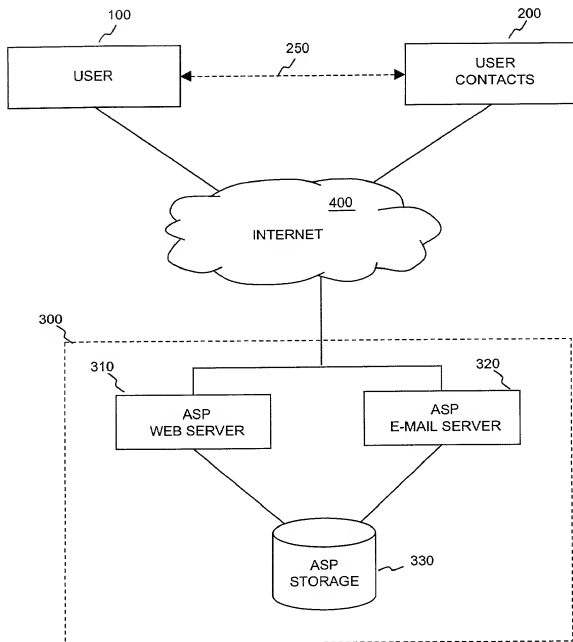 100
200
USER
250
USER
CONTACTS
400
INTERNET
300
310
320
ASP
WEB SERVER
ASP
E-MAIL SERVER
ASP
STORAGE
330